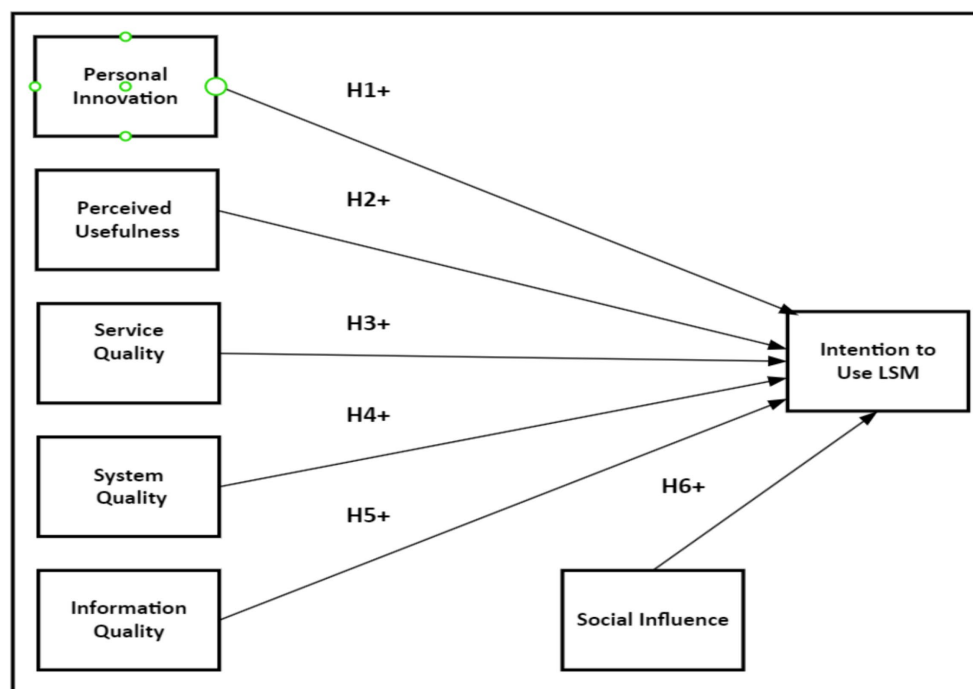 Personal
Innovation
H1+
Perceived
Usefulness
H2+
Service
Quality
H3+
Intention to
Use LSM
System
Quality
H4+
Information
Quality
H5+
H6+
Social Influence